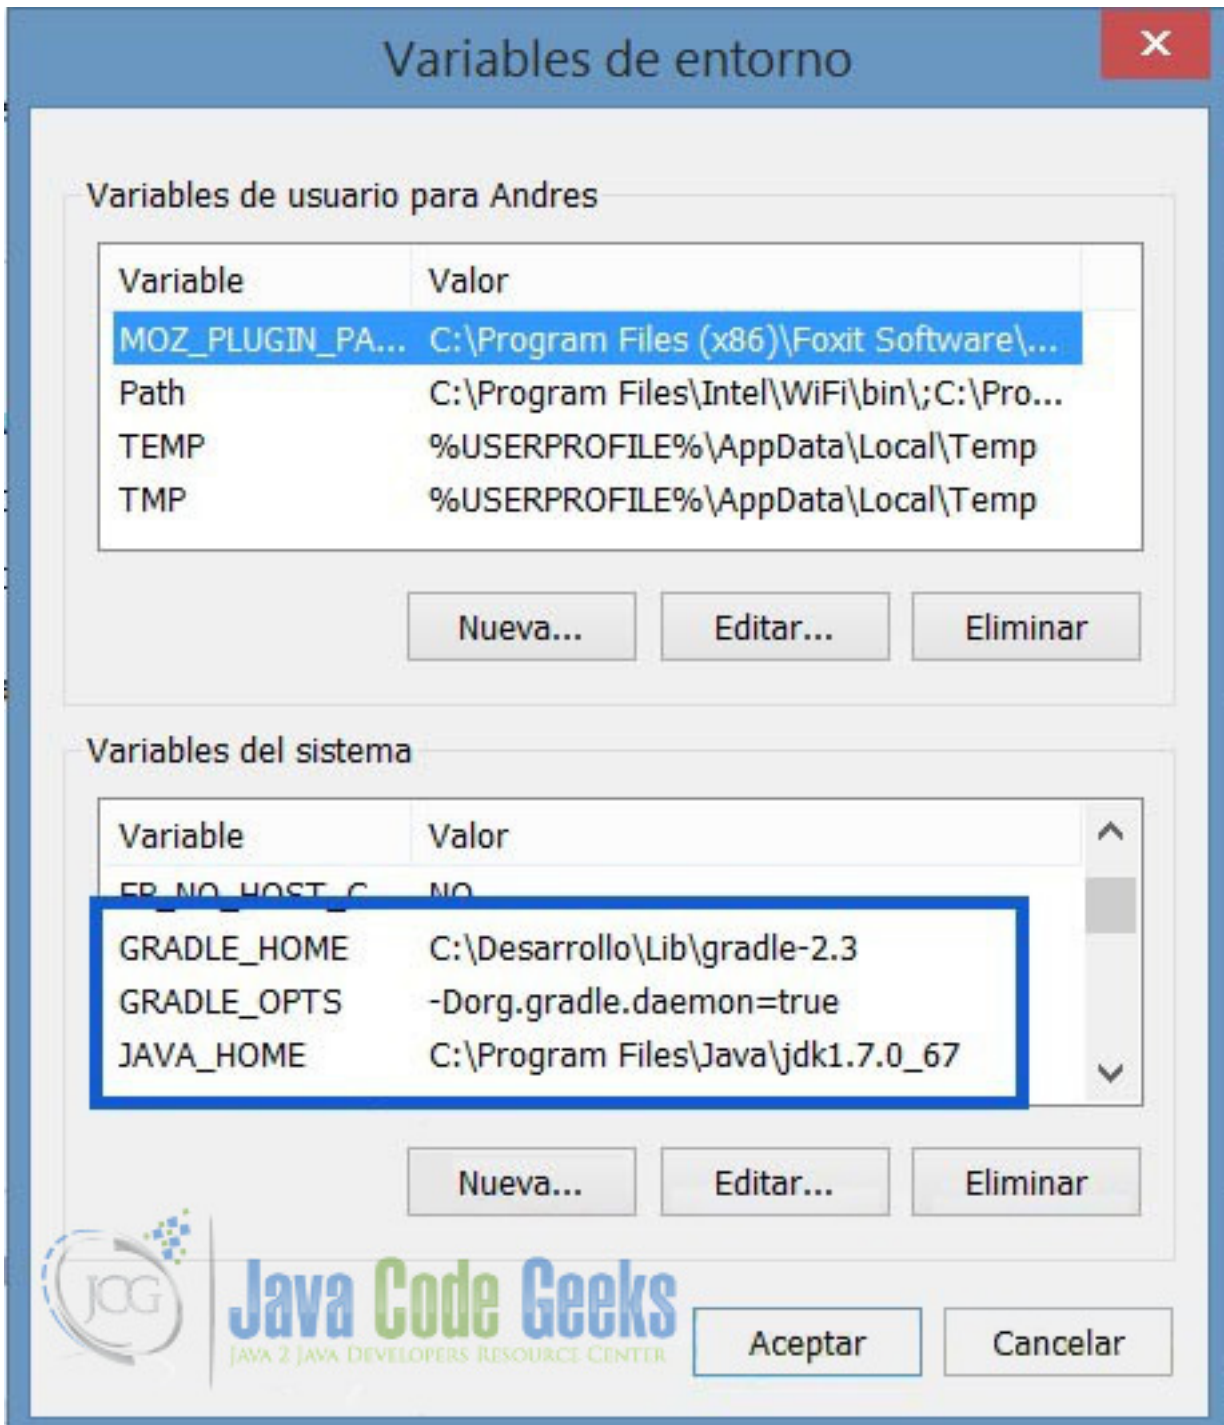 Variables de entorno
Variables de usuario para Andres
Variable Valor
MOZ_PLUGIN_PA... C:\Program Files (x86)\Foxit Software\...
Path C:\Program Files\Intel\WiFi\bin\;C:\Pro...
TEMP %USERPROFILE%\AppData\Local\Temp
TMP %USERPROFILE%\AppData\Local\Temp
Nueva... Editar... Eliminar
Variables del sistema
Variable Valor
NO
GRADLE_HOME C:\Desarrollo\Lib\gradle-2.3
GRADLE_OPTS -Dorg.gradle.daemon=true
JAVA_HOME C:\Program Files\Java\jdk1.7.0_67
Nueva... Editar... Eliminar
JCG Java Code Geeks
JAVA 2 JAVA DEVELOPERS RESOURCE CENTER
Aceptar Cancelar